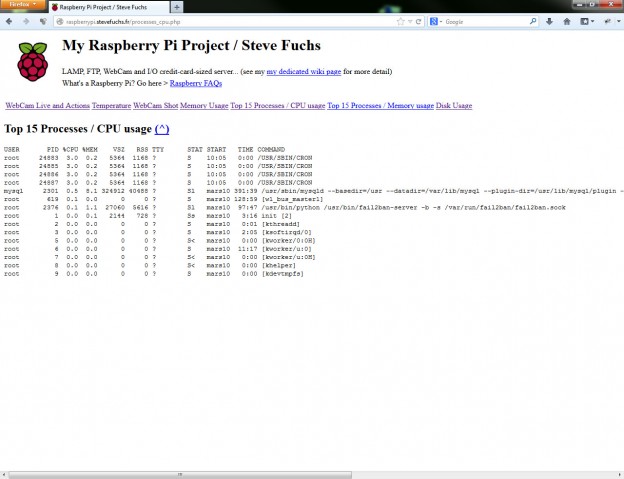 Firefox
My Raspberry Pi Project / Steve Fuchs
raspberrypi.stevefuchs.fr/processes_cpu.php
Google
My Raspberry Pi Project / Steve Fuchs
LAMP, FTP, WebCam and I/O credit-card-sized server... (see my my dedicated wiki page for more detail)
What's a Raspberry Pi? Go here > Raspberry FAQs
WebCam Live and Actions Temperature WebCam Shot Memory Usage Top 15 Processes / CPU usage Top 15 Processes / Memory usage Disk Usage
Top 15 Processes / CPU usage (^)
USER PID %CPU %MEM VSZ RSS TTY STAT START TIME COMMAND
root 24883 3.0 0.2 5364 1168 ? S 10:05 0:00 /USR/SBIN/CRON
root 24885 3.0 0.2 5364 1168 ? S 10:05 0:00 /USR/SBIN/CRON
root 24886 3.0 0.2 5364 1168 ? S 10:05 0:00 /USR/SBIN/CRON
root 24887 3.0 0.2 5364 1168 ? S 10:05 0:00 /USR/SBIN/CRON
mysql 2301 0.5 8.1 324912 40688 ? Sl mars10 391:39 /usr/sbin/mysqld --basedir=/usr --datadir=/var/lib/mysql --plugin-dir=/usr/lib/mysql/plugin -
root 619 0.1 0.0 0 0 ? S mars10 128:59 [w1_bus_master1]
root 2376 0.1 1.1 27060 5616 ? Sl mars10 97:47 /usr/bin/python /usr/bin/fail2ban-server -b -s /var/run/fail2ban/fail2ban.sock
root 1 0.0 0.1 2144 728 ? Ss mars10 3:16 init [2]
root 2 0.0 0.0 0 0 ? S mars10 0:01 [kthreadd]
root 3 0.0 0.0 0 0 ? S mars10 2:05 [ksoftirqd/0]
root 5 0.0 0.0 0 0 ? S< mars10 0:00 [kworker/0:0H]
root 6 0.0 0.0 0 0 ? S mars10 11:17 [kworker/u:0]
root 7 0.0 0.0 0 0 ? S< mars10 0:00 [kworker/u:0H]
root 8 0.0 0.0 0 0 ? S< mars10 0:00 [khelper]
root 9 0.0 0.0 0 0 ? S mars10 0:00 [kdevtmpfs]